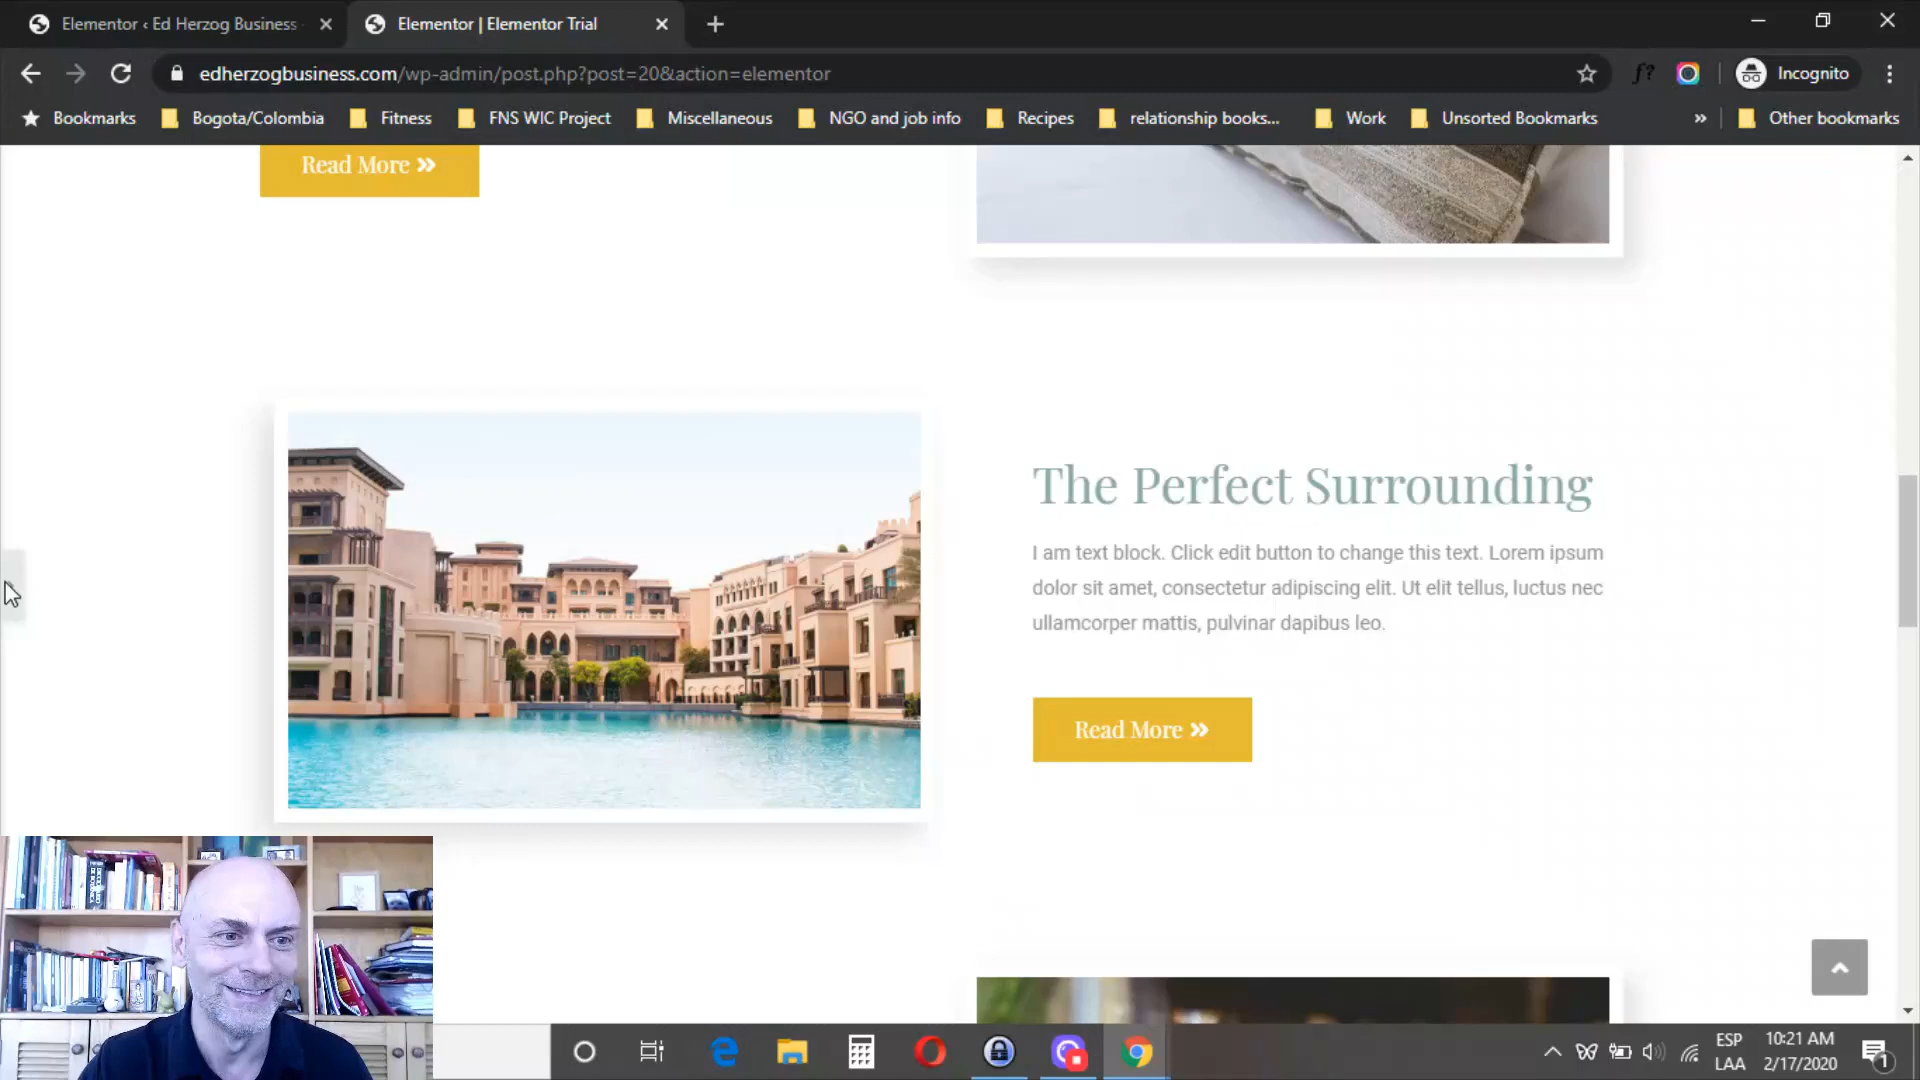 Elementor ‹ Ed Herzog Business
Elementor | Elementor Trial
edherzogbusiness.com/wp-admin/post.php?post=20&action=elementor
f?
Incognito
Bookmarks
Bogota/Colombia
Fitness
FNS WIC Project
Miscellaneous
NGO and job info
Recipes
relationship books...
Work
Unsorted Bookmarks
»
Other bookmarks
Read More »
The Perfect Surrounding
I am text block. Click edit button to change this text. Lorem ipsum
dolor sit amet, consectetur adipiscing elit. Ut elit tellus, luctus nec
ullamcorper mattis, pulvinar dapibus leo.
Read More »
ESP
LAA
10:21 AM
2/17/2020
1